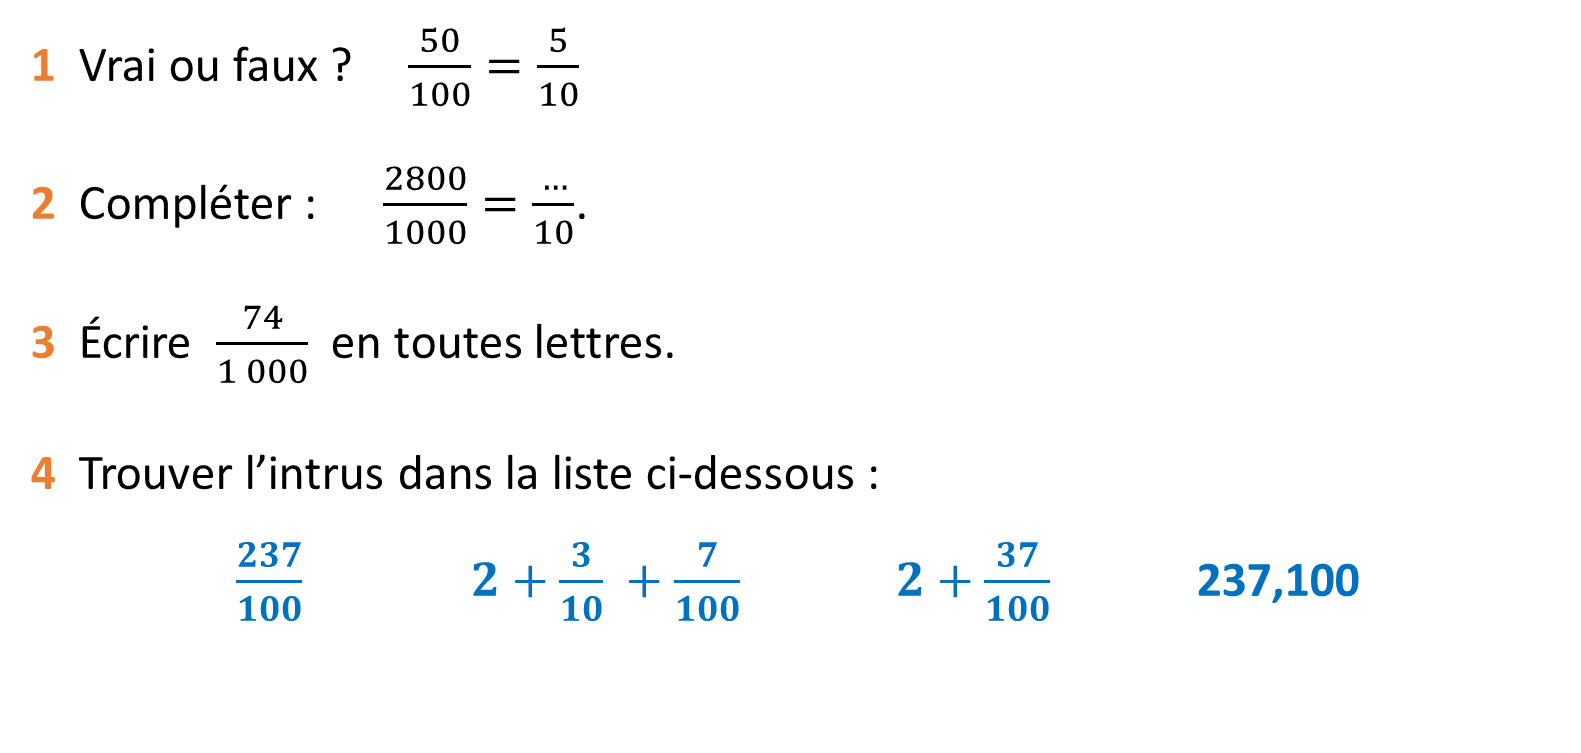 1 Vrai ou faux ? 50/100 = 5/10
2 Compléter : 2800/1000 = .../10.
3 Écrire 74/1 000 en toutes lettres.
4 Trouver l’intrus dans la liste ci-dessous :
237/100 2 + 3/10 + 7/100 2 + 37/100 237,100